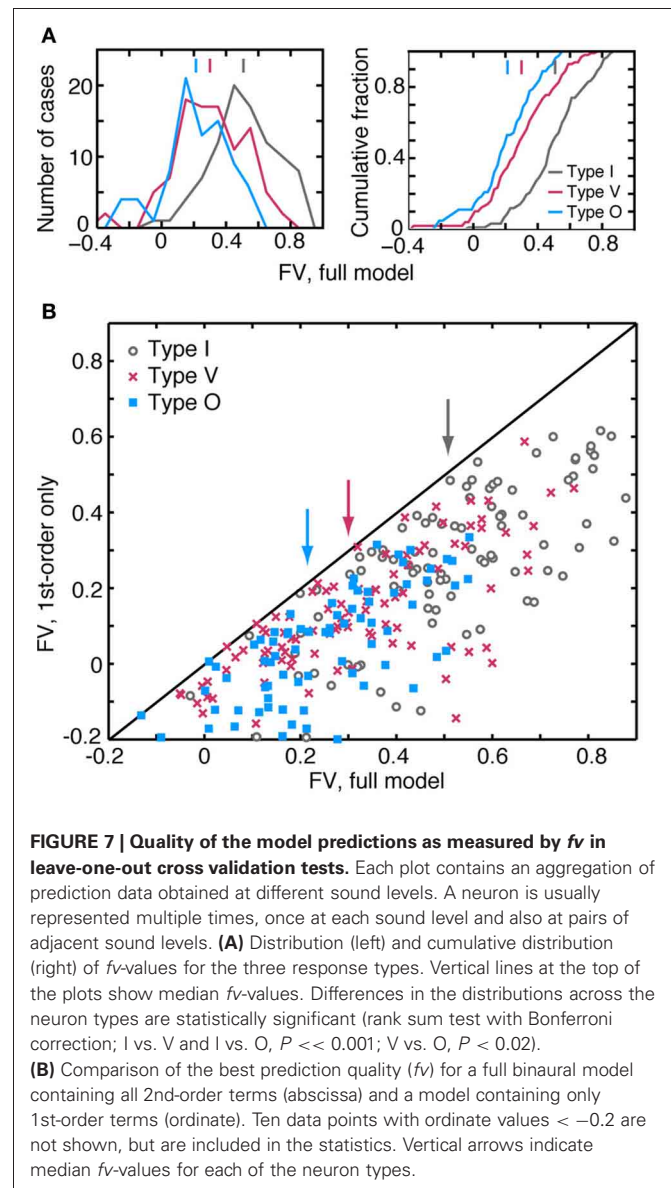 A
Number of cases
20
10
0
−0.4
0
0.4
0.8
FV, full model
Cumulative fraction
0.8
0.4
0
−0.4
0
0.4
0.8
Type I
Type V
Type O
B
FV, 1st-order only
0.8
0.6
0.4
0.2
0
-0.2
-0.2
0
0.2
0.4
0.6
0.8
FV, full model
Type I
Type V
Type O
FIGURE 7 | Quality of the model predictions as measured by fv in
leave-one-out cross validation tests. Each plot contains an aggregation of
prediction data obtained at different sound levels. A neuron is usually
represented multiple times, once at each sound level and also at pairs of
adjacent sound levels. (A) Distribution (left) and cumulative distribution
(right) of fv-values for the three response types. Vertical lines at the top of
the plots show median fv-values. Differences in the distributions across the
neuron types are statistically significant (rank sum test with Bonferroni
correction; I vs. V and I vs. O, P << 0.001; V vs. O, P < 0.02).
(B) Comparison of the best prediction quality (fv) for a full binaural model
containing all 2nd-order terms (abscissa) and a model containing only
1st-order terms (ordinate). Ten data points with ordinate values < −0.2 are
not shown, but are included in the statistics. Vertical arrows indicate
median fv-values for each of the neuron types.